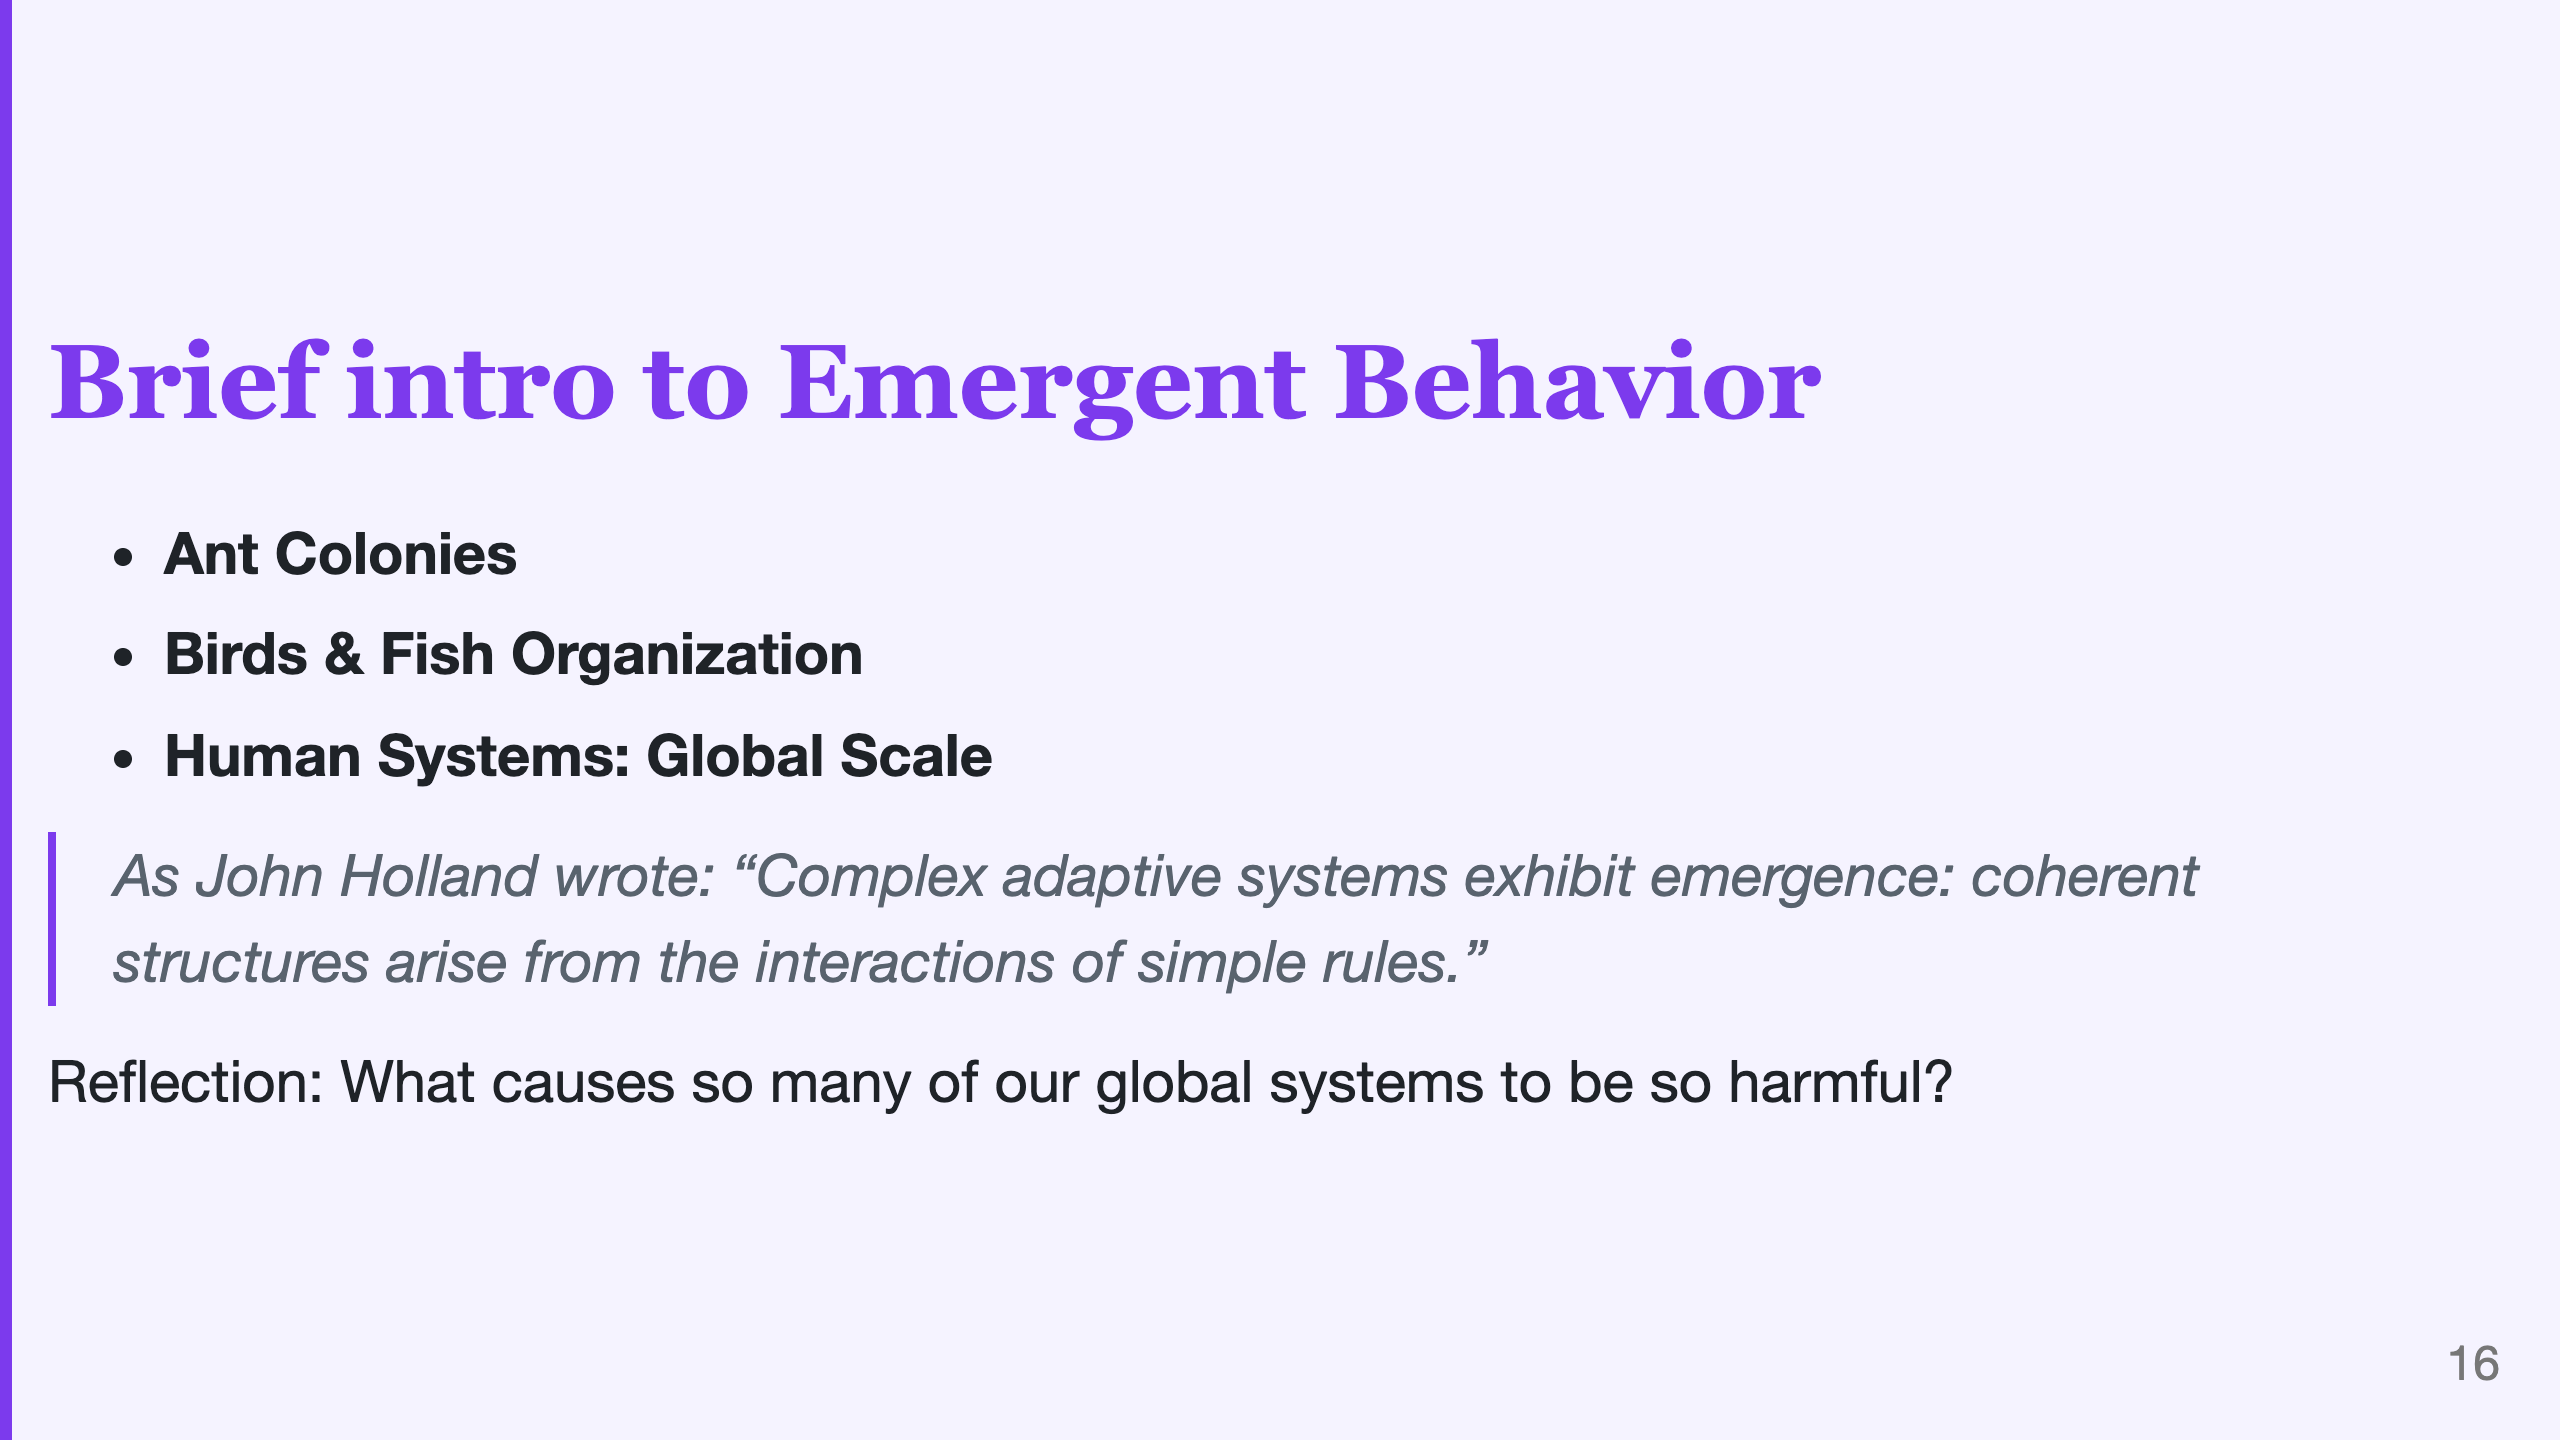 Brief intro to Emergent Behavior
• Ant Colonies
• Birds & Fish Organization
• Human Systems: Global Scale
As John Holland wrote: “Complex adaptive systems exhibit emergence: coherent
structures arise from the interactions of simple rules.”
Reflection: What causes so many of our global systems to be so harmful?
16